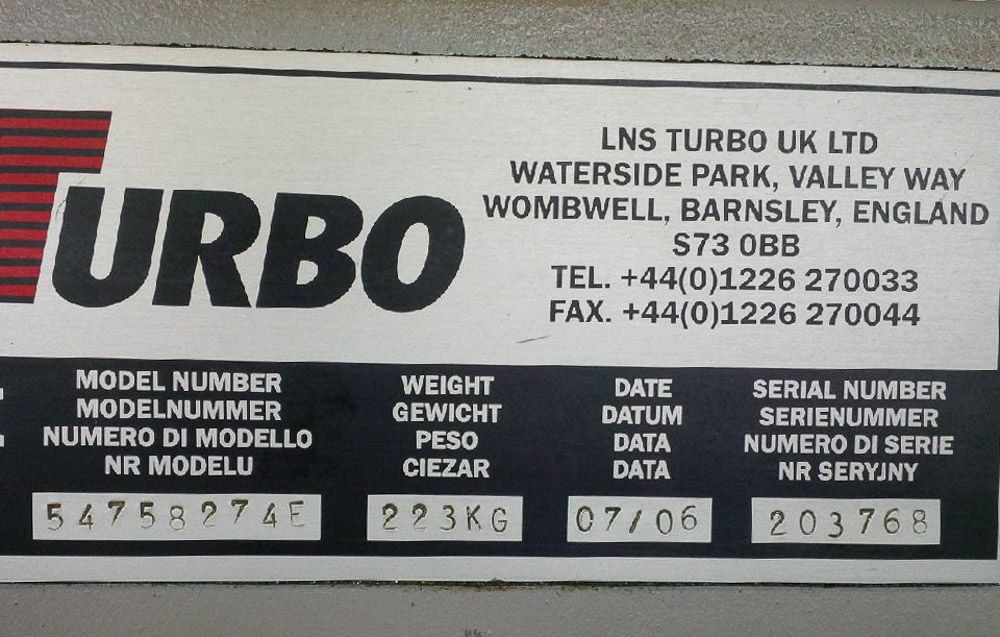 TURBO
LNS TURBO UK LTD
WATERSIDE PARK, VALLEY WAY
WOMBWELL, BARNSLEY, ENGLAND
S73 0BB
TEL. +44(0)1226 270033
FAX. +44(0)1226 270044
MODEL NUMBER
MODELNUMMER
NUMERO DI MODELLO
NR MODELU
54758274E
WEIGHT
GEWICHT
PESO
CIEZAR
223KG
DATE
DATUM
DATA
DATA
07/06
SERIAL NUMBER
SERIENUMMER
NUMERO DI SERIE
NR SERYJNY
203768